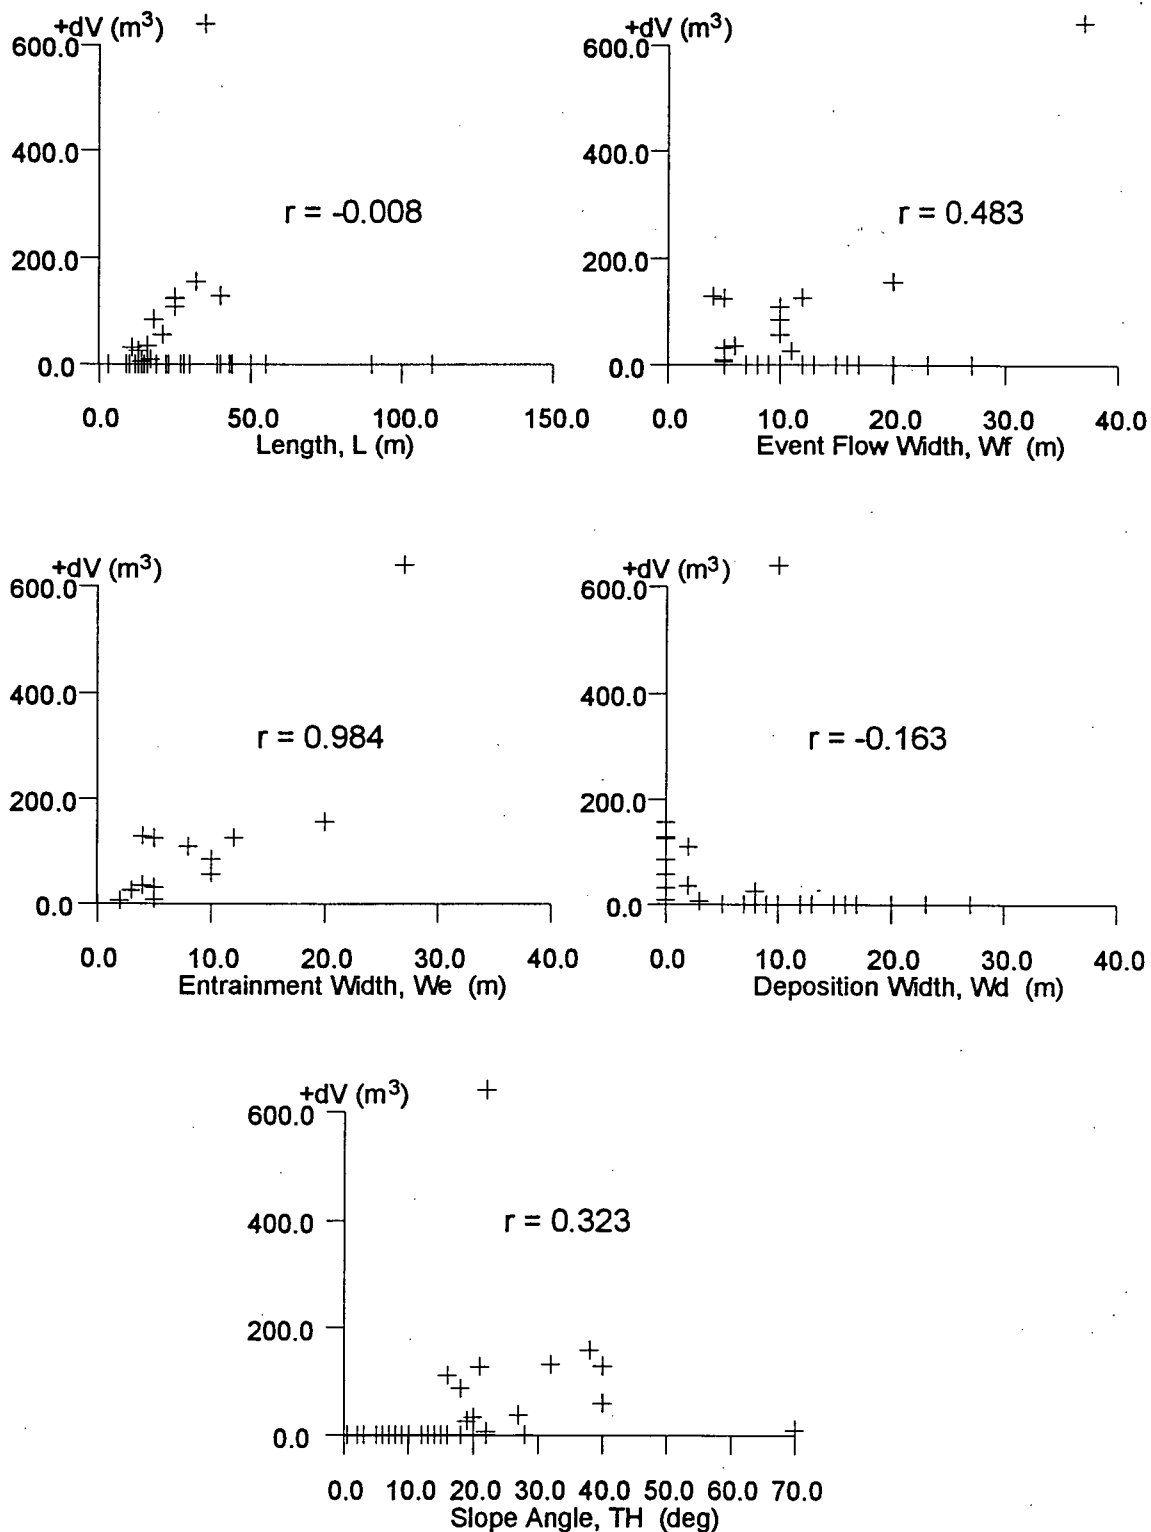 +dV (m³)
600.0
400.0
200.0
0.0
r = -0.008
0.0 50.0 100.0 150.0
Length, L (m)
+dV (m³)
600.0
400.0
200.0
0.0
r = 0.483
0.0 10.0 20.0 30.0 40.0
Event Flow Width, Wf (m)
+dV (m³)
600.0
400.0
200.0
0.0
r = 0.984
0.0 10.0 20.0 30.0 40.0
Entrainment Width, We (m)
+dV (m³)
600.0
400.0
200.0
0.0
r = -0.163
0.0 10.0 20.0 30.0 40.0
Deposition Width, Wd (m)
+dV (m³)
600.0
400.0
200.0
0.0
r = 0.323
0.0 10.0 20.0 30.0 40.0 50.0 60.0 70.0
Slope Angle, TH (deg)